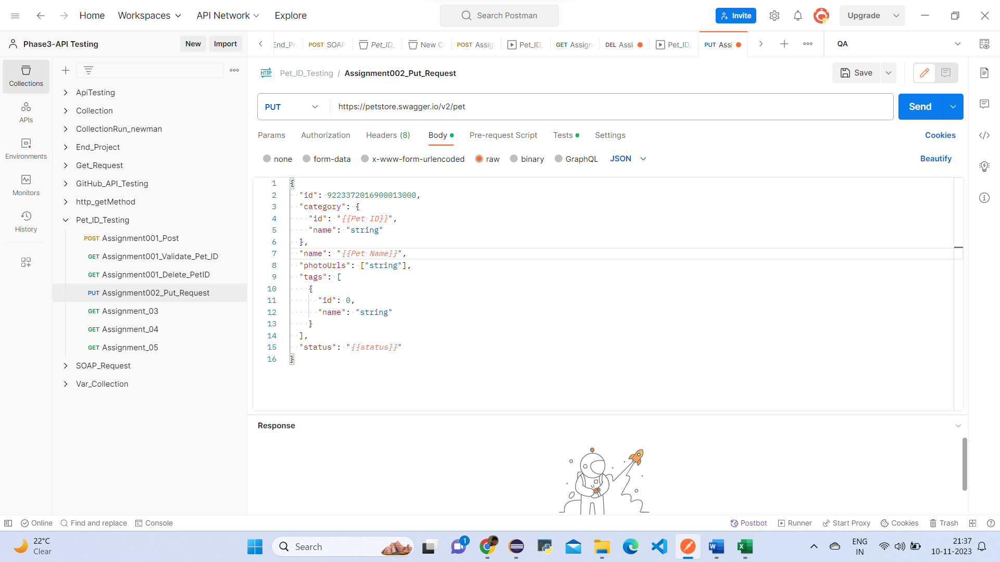 Home Workspaces API Network Explore Search Postman Invite Upgrade
Phase3-API Testing New Import End_Pr POST SOAP Pet_ID_ New C POST Assig Pet_ID_ GET Assign DEL Assi Pet_ID_ PUT Assi QA
Collections
APIs
Environments
Monitors
History
ApiTesting
Collection
CollectionRun_newman
End_Project
Get_Request
GitHub_API_Testing
http_getMethod
Pet_ID_Testing
POST Assignment001_Post
GET Assignment001_Validate_Pet_ID
GET Assignment001_Delete_PetID
PUT Assignment002_Put_Request
GET Assignment_03
GET Assignment_04
GET Assignment_05
SOAP_Request
Var_Collection
HTTP Pet_ID_Testing / Assignment002_Put_Request Save
PUT https://petstore.swagger.io/v2/pet Send
Params Authorization Headers (8) Body Pre-request Script Tests Settings Cookies
none form-data x-www-form-urlencoded raw binary GraphQL JSON Beautify
1 {
2 "id": 9223372016900013000,
3 "category": {
4 "id": "{{Pet ID}}",
5 "name": "string"
6 },
7 "name": "{{Pet Name}}",
8 "photoUrls": ["string"],
9 "tags": [
10 {
11 "id": 0,
12 "name": "string"
13 }
14 ],
15 "status": "{{status}}"
16 }
Response
Online Find and replace Console Postbot Runner Start Proxy Cookies Trash
22°C
Clear
Search
1
ENG
IN
21:37
10-11-2023